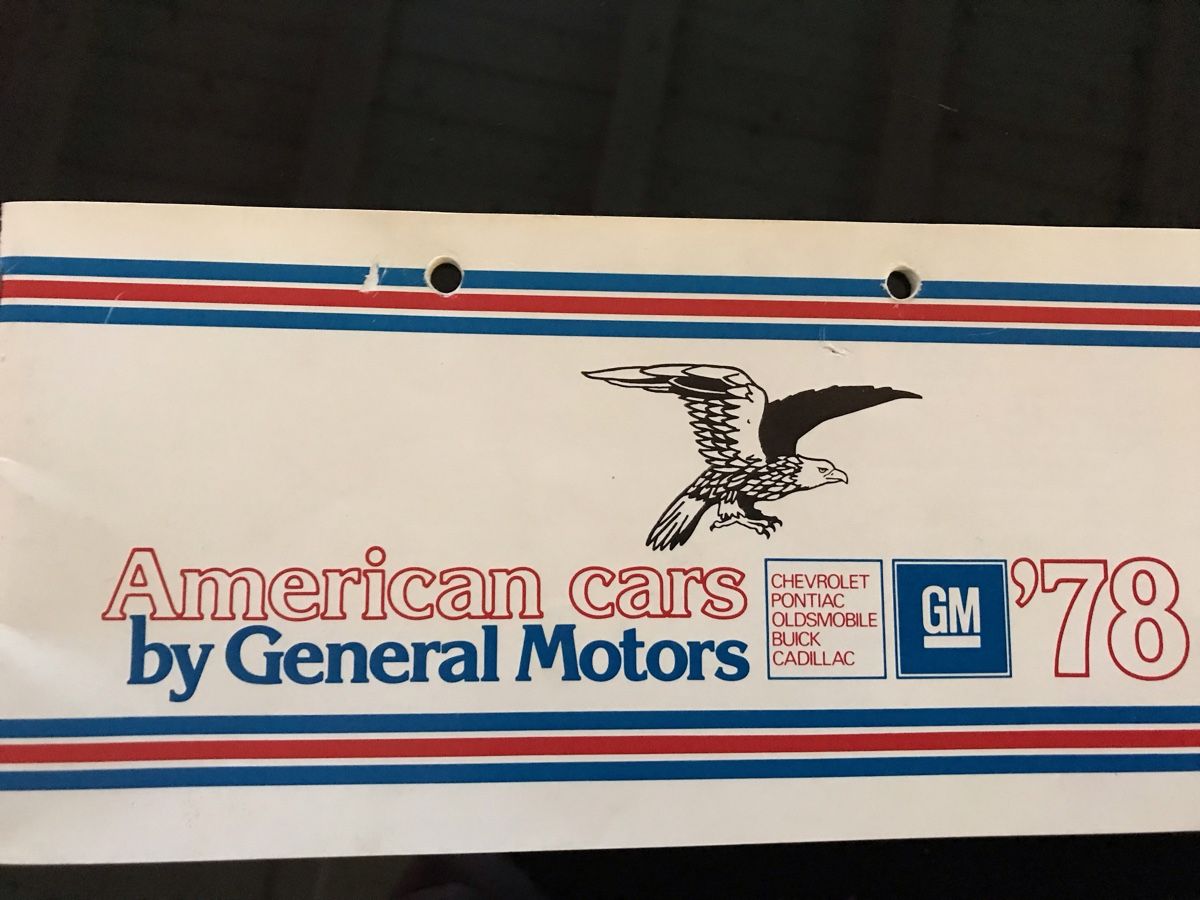 American cars
by General Motors
CHEVROLET
PONTIAC
OLDSMOBILE
BUICK
CADILLAC
GM
’78